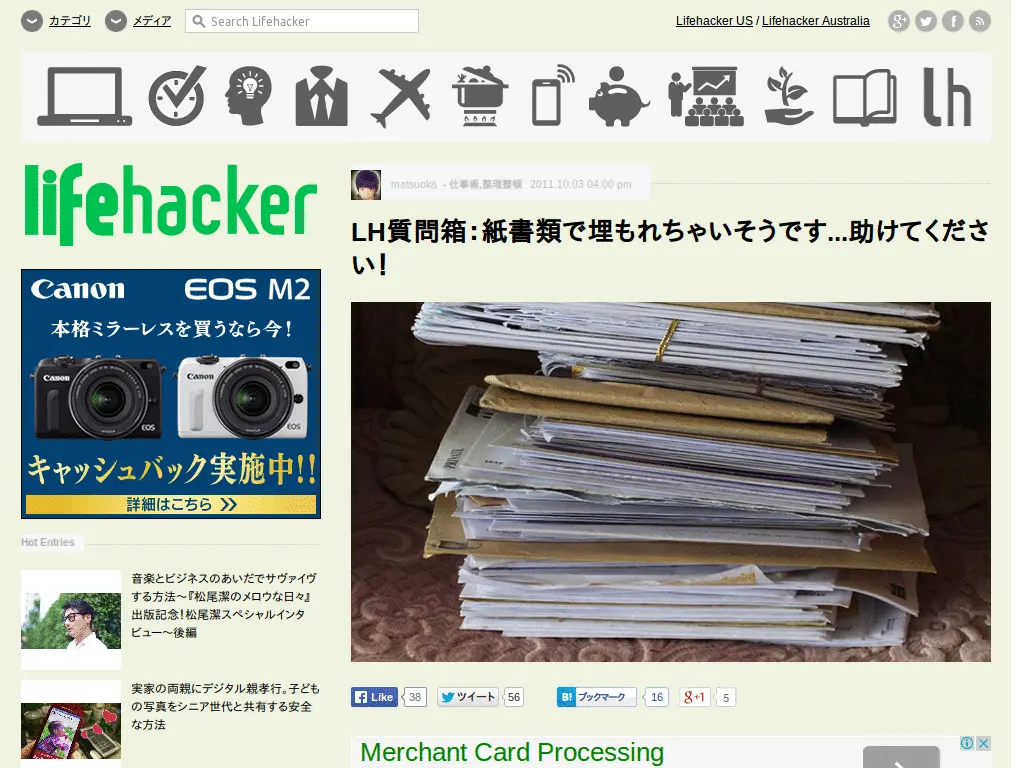 カテゴリ メディア Search Lifehacker Lifehacker US / Lifehacker Australia
lh
lifehacker
matsuoka - 仕事術,整理整頓 2011.10.03 04:00 pm
LH質問箱：紙書類で埋もれちゃいそうです...助けてくださ
い！
Canon EOS M2
本格ミラーレスを買うなら今！
Canon EOS
Canon EOS
キャッシュバック実施中!!
詳細はこちら
PRIVATE
Hot Entries
音楽とビジネスのあいだでサヴァイヴ
する方法～『松尾潔のメロウな日々』
出版記念！松尾潔スペシャルインタ
ビュー～後編
実家の両親にデジタル親孝行。子ども
の写真をシニア世代と共有する安全
な方法
Like 38 ツイート 56 B! ブックマーク 16 g+1 5
Merchant Card Processing